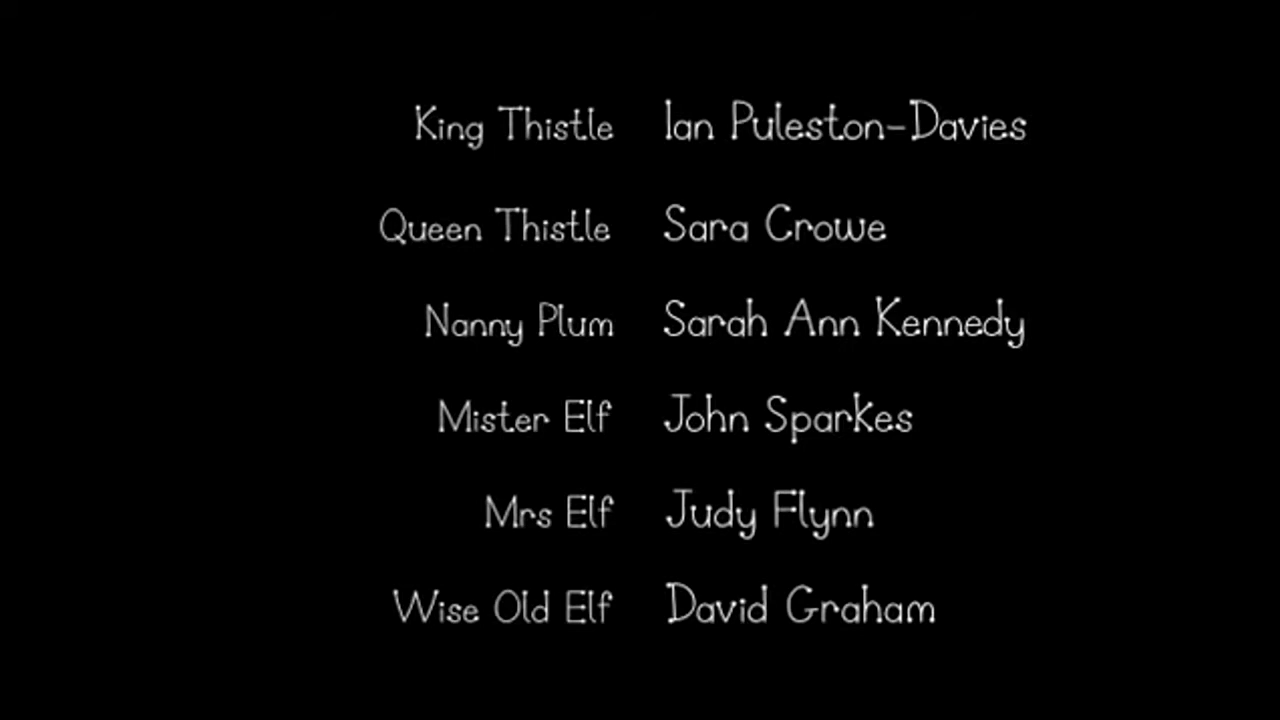 King Thistle Ian Puleston-Davies
Queen Thistle Sara Crowe
Nanny Plum Sarah Ann Kennedy
Mister Elf John Sparkes
Mrs Elf Judy Flynn
Wise Old Elf David Graham